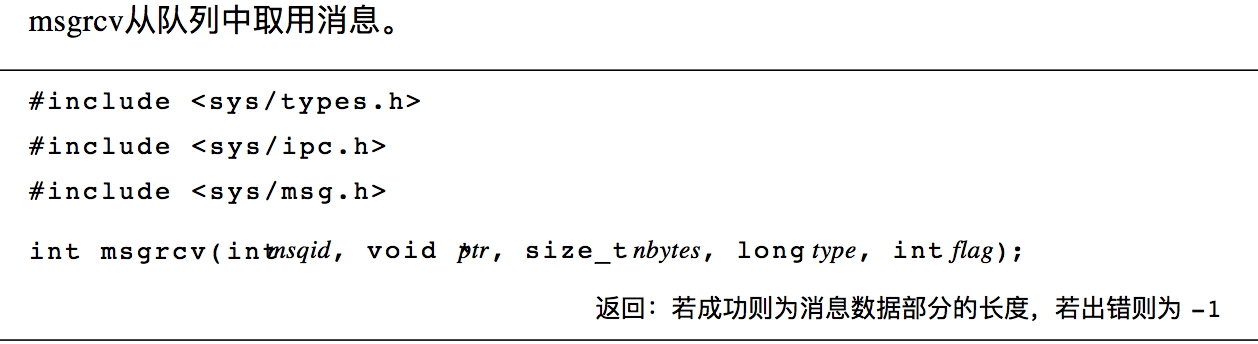 msgrcv从队列中取用消息。
#include <sys/types.h>
#include <sys/ipc.h>
#include <sys/msg.h>
int msgrcv(int msqid, void *ptr, size_t nbytes, long type, int flag);
返回：若成功则为消息数据部分的长度，若出错则为 -1